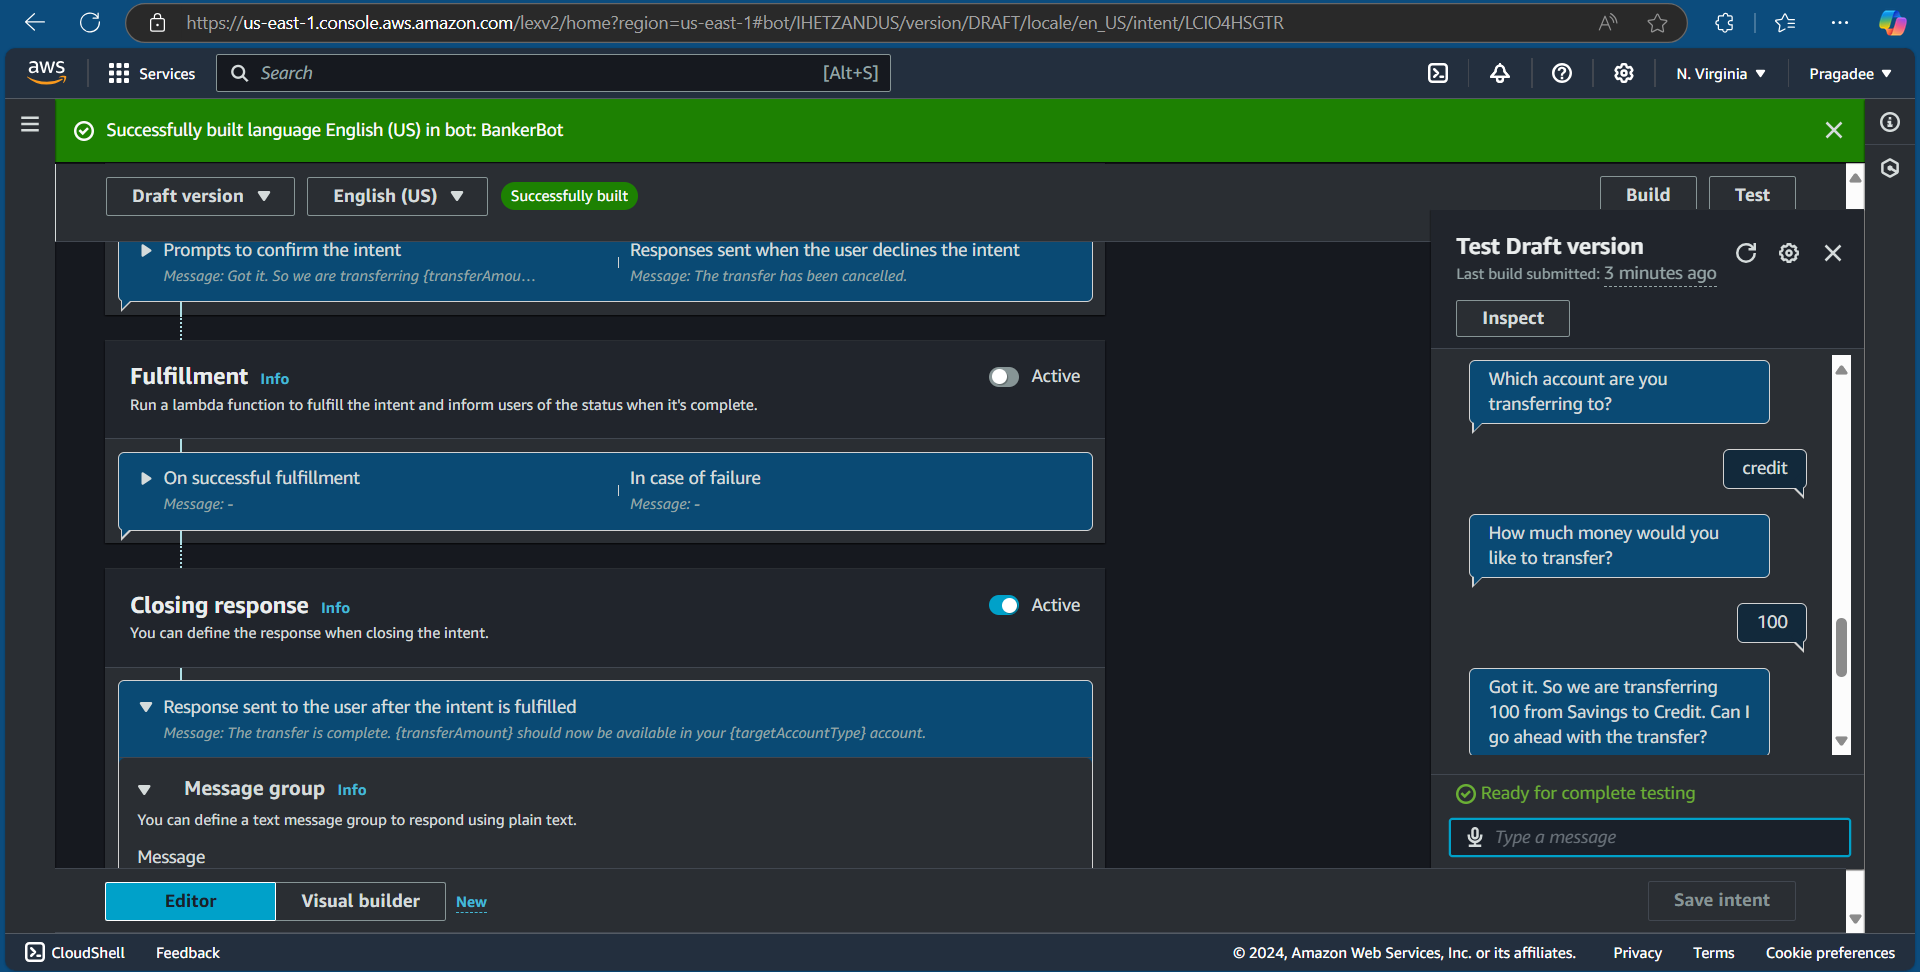 https://us-east-1.console.aws.amazon.com/lexv2/home?region=us-east-1#bot/IHETZANDUS/version/DRAFT/locale/en_US/intent/LCIO4HSGTR
aws
Services
Search
[Alt+S]
N. Virginia
Pragadee
Successfully built language English (US) in bot: BankerBot
Draft version
English (US)
Successfully built
Build
Test
Prompts to confirm the intent
Message: Got it. So we are transferring {transferAmou...
Responses sent when the user declines the intent
Message: The transfer has been cancelled.
Fulfillment Info
Active
Run a lambda function to fulfill the intent and inform users of the status when it's complete.
On successful fulfillment
Message: -
In case of failure
Message: -
Closing response Info
Active
You can define the response when closing the intent.
Response sent to the user after the intent is fulfilled
Message: The transfer is complete. {transferAmount} should now be available in your {targetAccountType} account.
Message group Info
You can define a text message group to respond using plain text.
Message
Test Draft version
Last build submitted: 3 minutes ago
Inspect
Which account are you
transferring to?
credit
How much money would you
like to transfer?
100
Got it. So we are transferring
100 from Savings to Credit. Can I
go ahead with the transfer?
Ready for complete testing
Type a message
Editor
Visual builder
New
Save intent
CloudShell
Feedback
© 2024, Amazon Web Services, Inc. or its affiliates.
Privacy
Terms
Cookie preferences